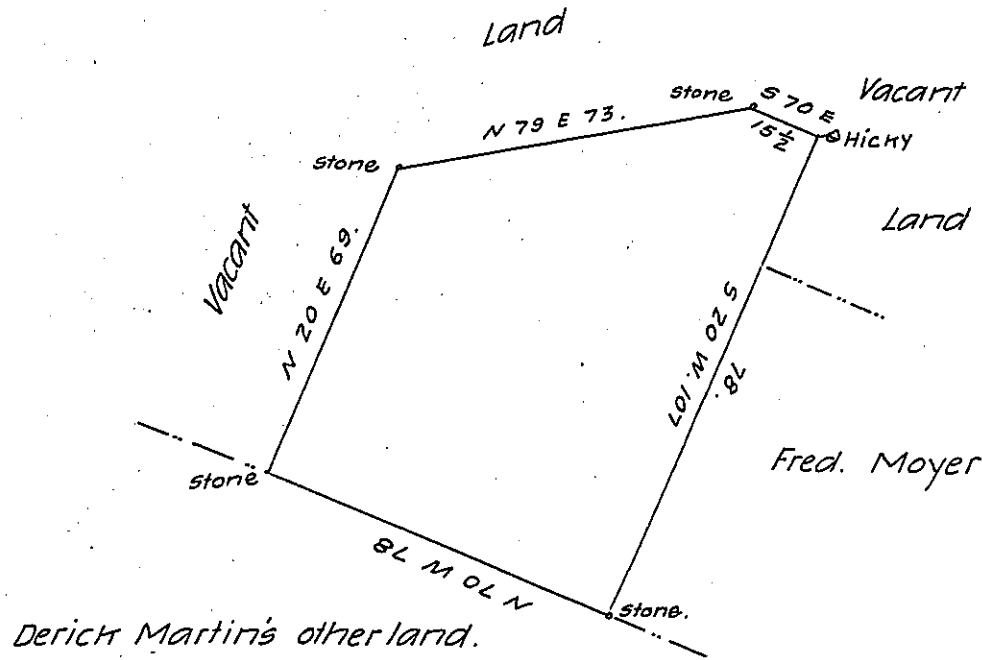 Land
stone
S 70 E
Vacant
N 79 E 73.
15½
Hicky
stone
Land
Vacant
N 20 E 69.
S 20 W. 107
78.
Fred. Moyer
stone
N 70 W 78
stone.
Derick Martin's other land.